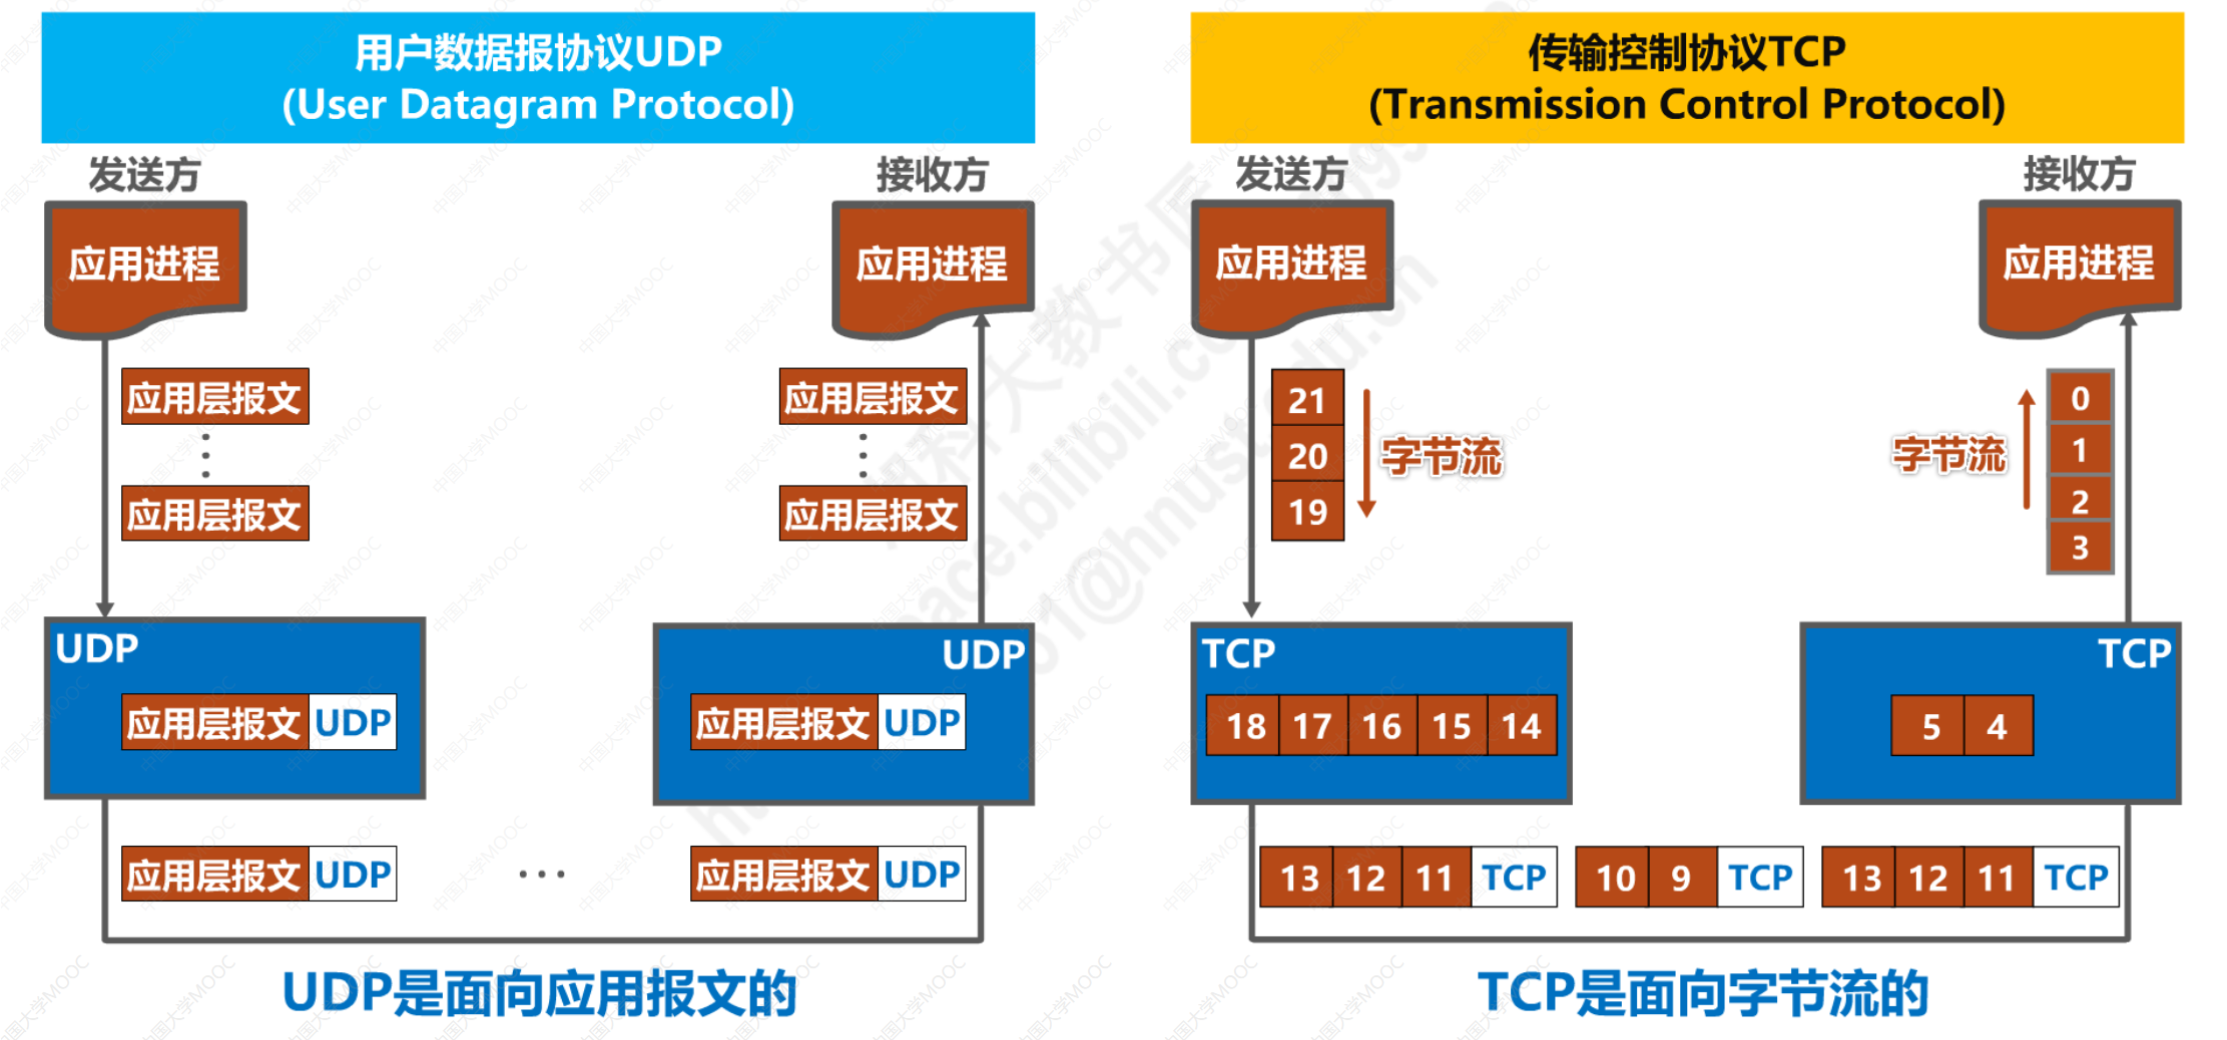 用户数据报协议UDP
(User Datagram Protocol)
发送方
接收方
应用进程
应用进程
应用层报文
应用层报文
应用层报文
应用层报文
UDP
UDP
应用层报文 UDP
应用层报文 UDP
应用层报文 UDP
...
应用层报文 UDP
UDP是面向应用报文的
传输控制协议TCP
(Transmission Control Protocol)
发送方
接收方
应用进程
应用进程
21
20
19
字节流
字节流
0
1
2
3
TCP
TCP
18 17 16 15 14
5 4
13 12 11 TCP
10 9 TCP
13 12 11 TCP
TCP是面向字节流的
中国大学MOOC